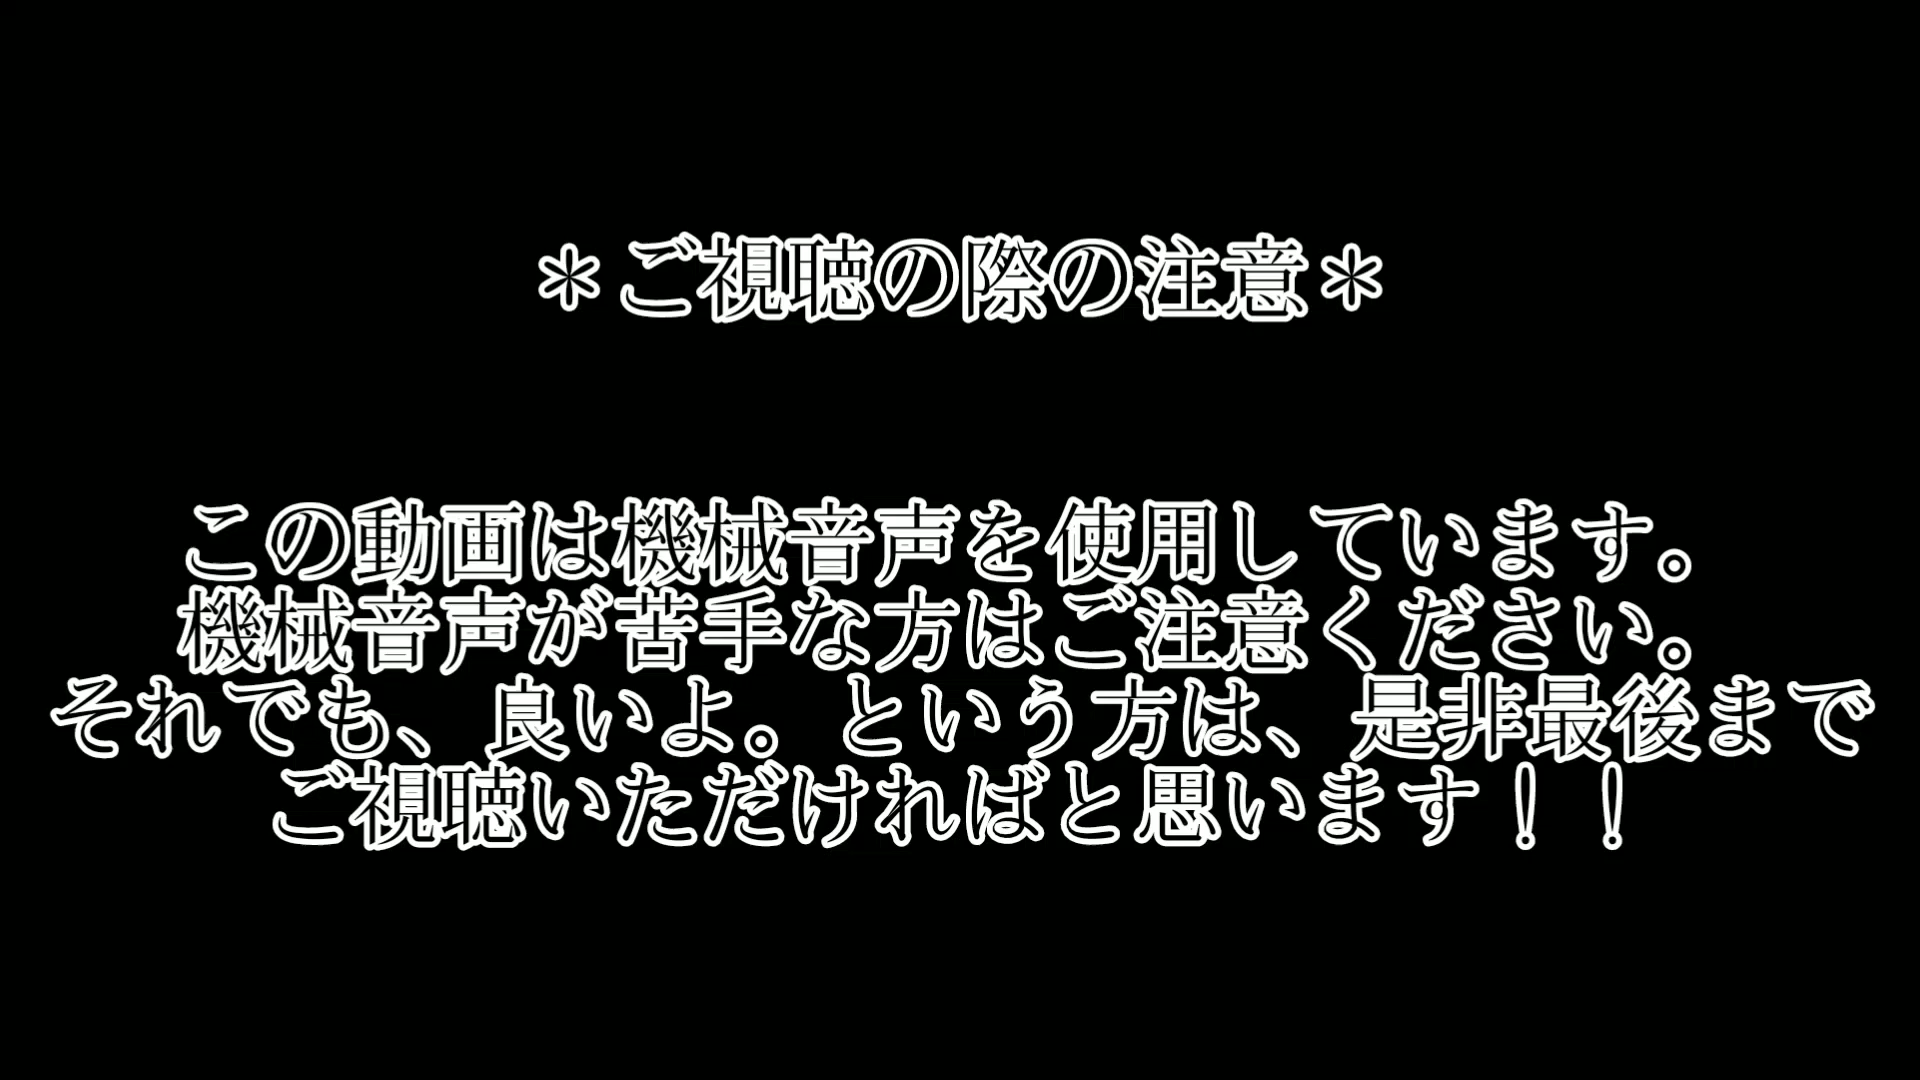 ＊ご視聴の際の注意＊
この動画は機械音声を使用しています。
機械音声が苦手な方はご注意ください。
それでも、良いよ。という方は、是非最後まで
ご視聴いただければと思います！！